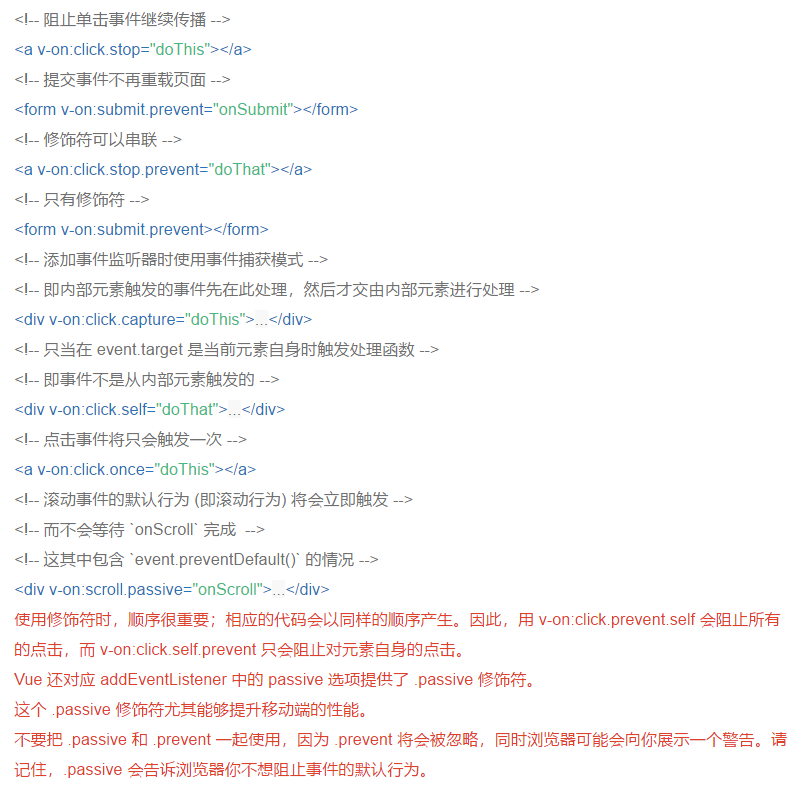 <!-- 阻止单击事件继续传播 -->
<a v-on:click.stop="doThis"></a>
<!-- 提交事件不再重载页面 -->
<form v-on:submit.prevent="onSubmit"></form>
<!-- 修饰符可以串联 -->
<a v-on:click.stop.prevent="doThat"></a>
<!-- 只有修饰符 -->
<form v-on:submit.prevent></form>
<!-- 添加事件监听器时使用事件捕获模式 -->
<!-- 即内部元素触发的事件先在此处理，然后才交由内部元素进行处理 -->
<div v-on:click.capture="doThis">...</div>
<!-- 只当在 event.target 是当前元素自身时触发处理函数 -->
<!-- 即事件不是从内部元素触发的 -->
<div v-on:click.self="doThat">...</div>
<!-- 点击事件将只会触发一次 -->
<a v-on:click.once="doThis"></a>
<!-- 滚动事件的默认行为 (即滚动行为) 将会立即触发 -->
<!-- 而不会等待 `onScroll` 完成  -->
<!-- 这其中包含 `event.preventDefault()` 的情况 -->
<div v-on:scroll.passive="onScroll">...</div>
使用修饰符时，顺序很重要；相应的代码会以同样的顺序产生。因此，用 v-on:click.prevent.self 会阻止所有
的点击，而 v-on:click.self.prevent 只会阻止对元素自身的点击。
Vue 还对应 addEventListener 中的 passive 选项提供了 .passive 修饰符。
这个 .passive 修饰符尤其能够提升移动端的性能。
不要把 .passive 和 .prevent 一起使用，因为 .prevent 将会被忽略，同时浏览器可能会向你展示一个警告。请
记住，.passive 会告诉浏览器你不想阻止事件的默认行为。